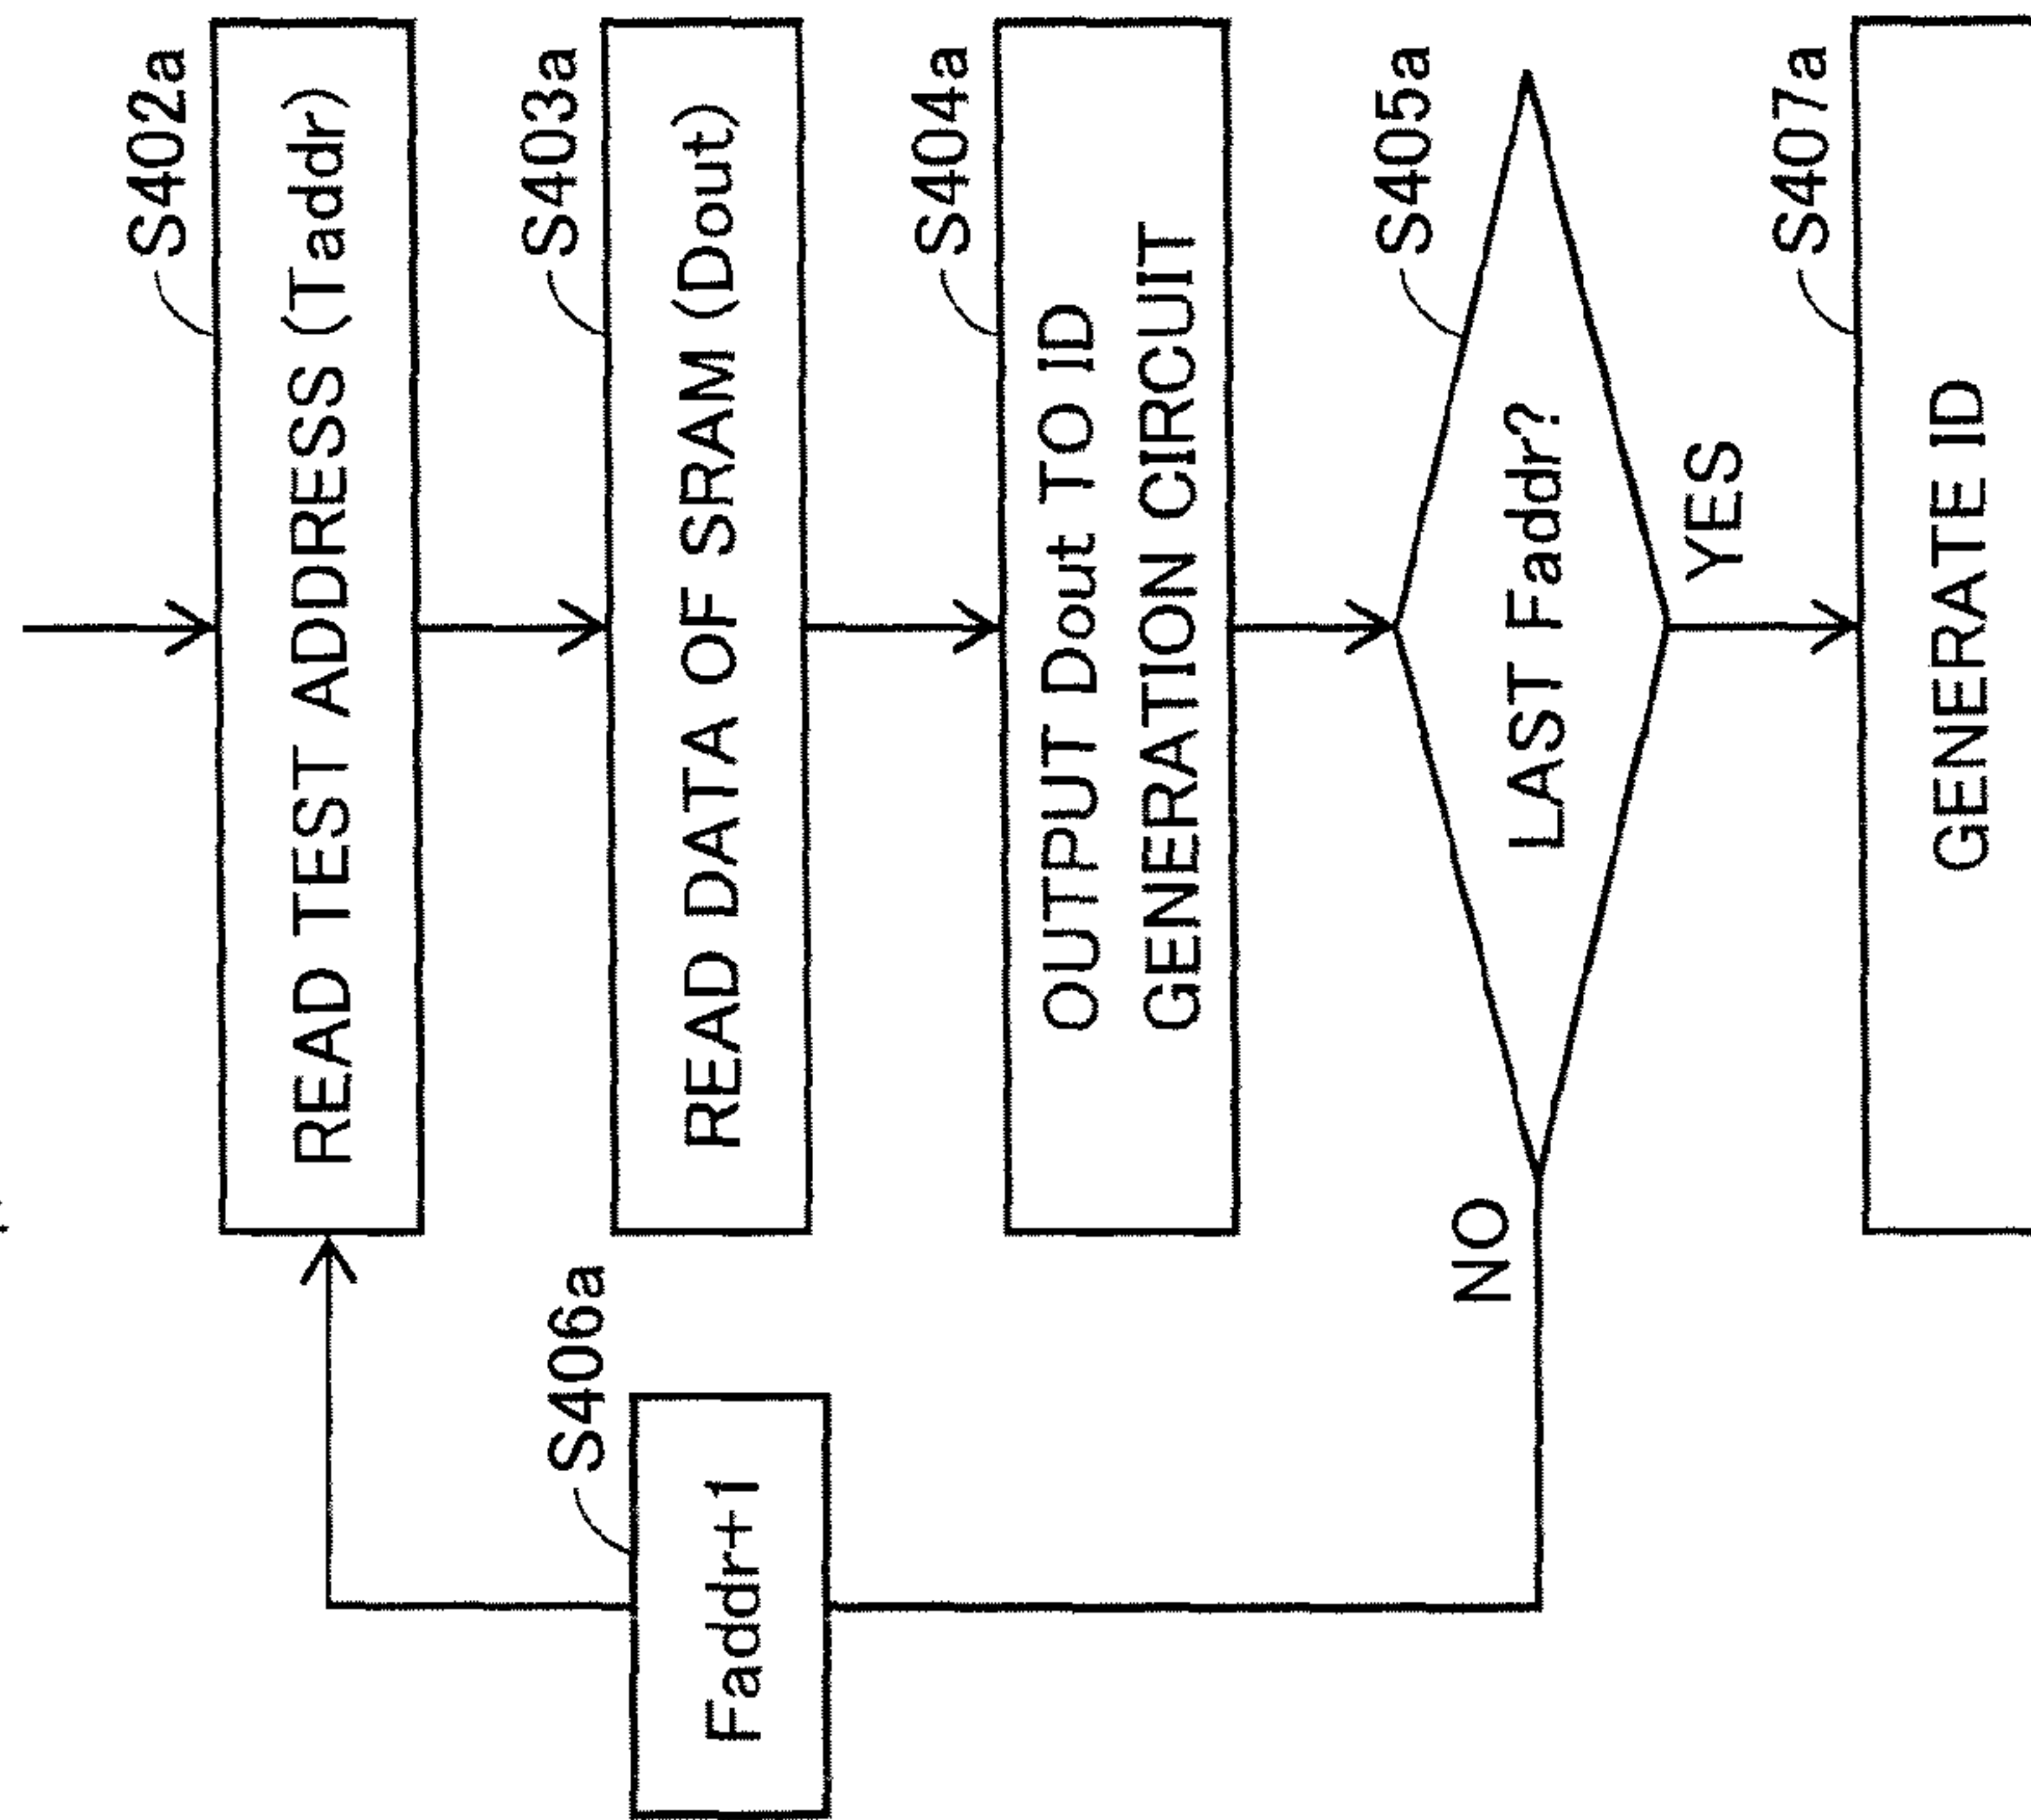 S402a
READ TEST ADDRESS (Taddr)
S403a
READ DATA OF SRAM (Dout)
S404a
OUTPUT Dout TO ID
GENERATION CIRCUIT
S405a
LAST Faddr?
NO
YES
S406a
Faddr+1
S407a
GENERATE ID